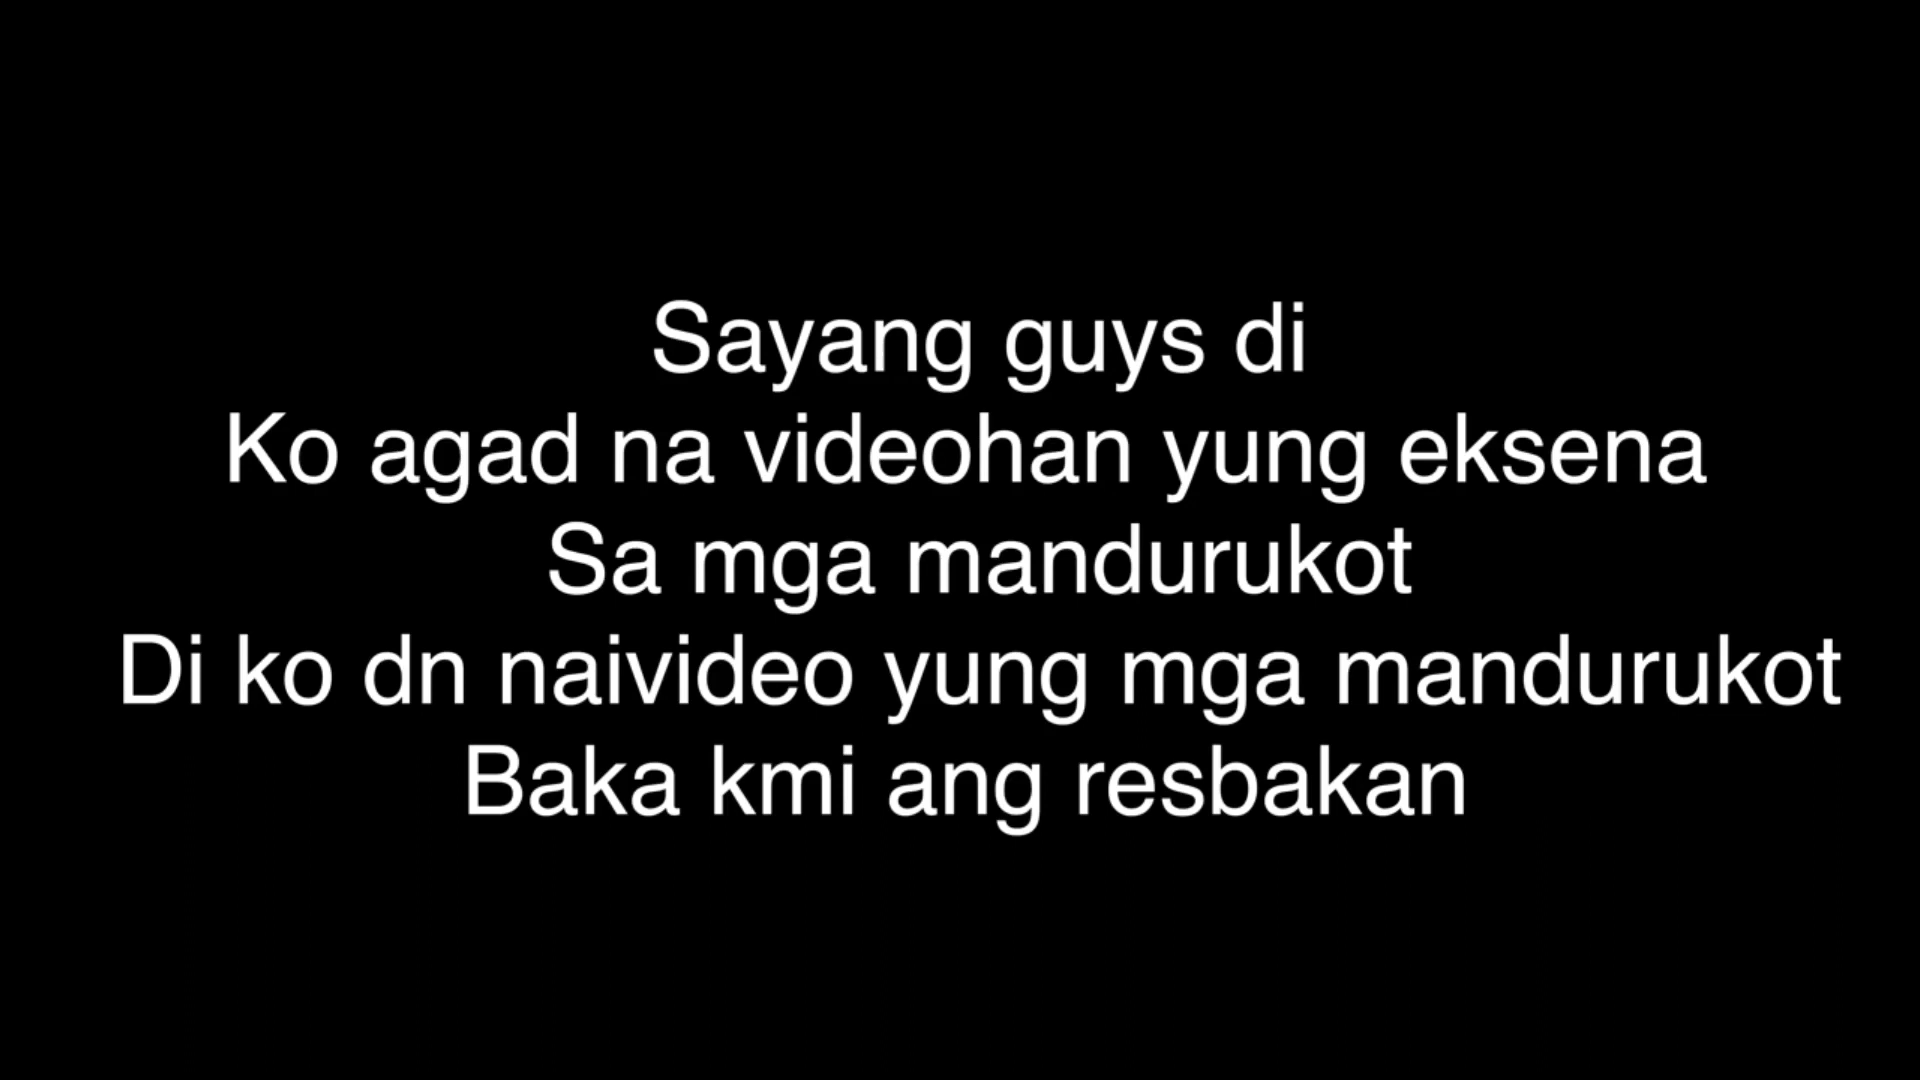 Sayang guys di
Ko agad na videohan yung eksena
Sa mga mandurukot
Di ko dn naivideo yung mga mandurukot
Baka kmi ang resbakan